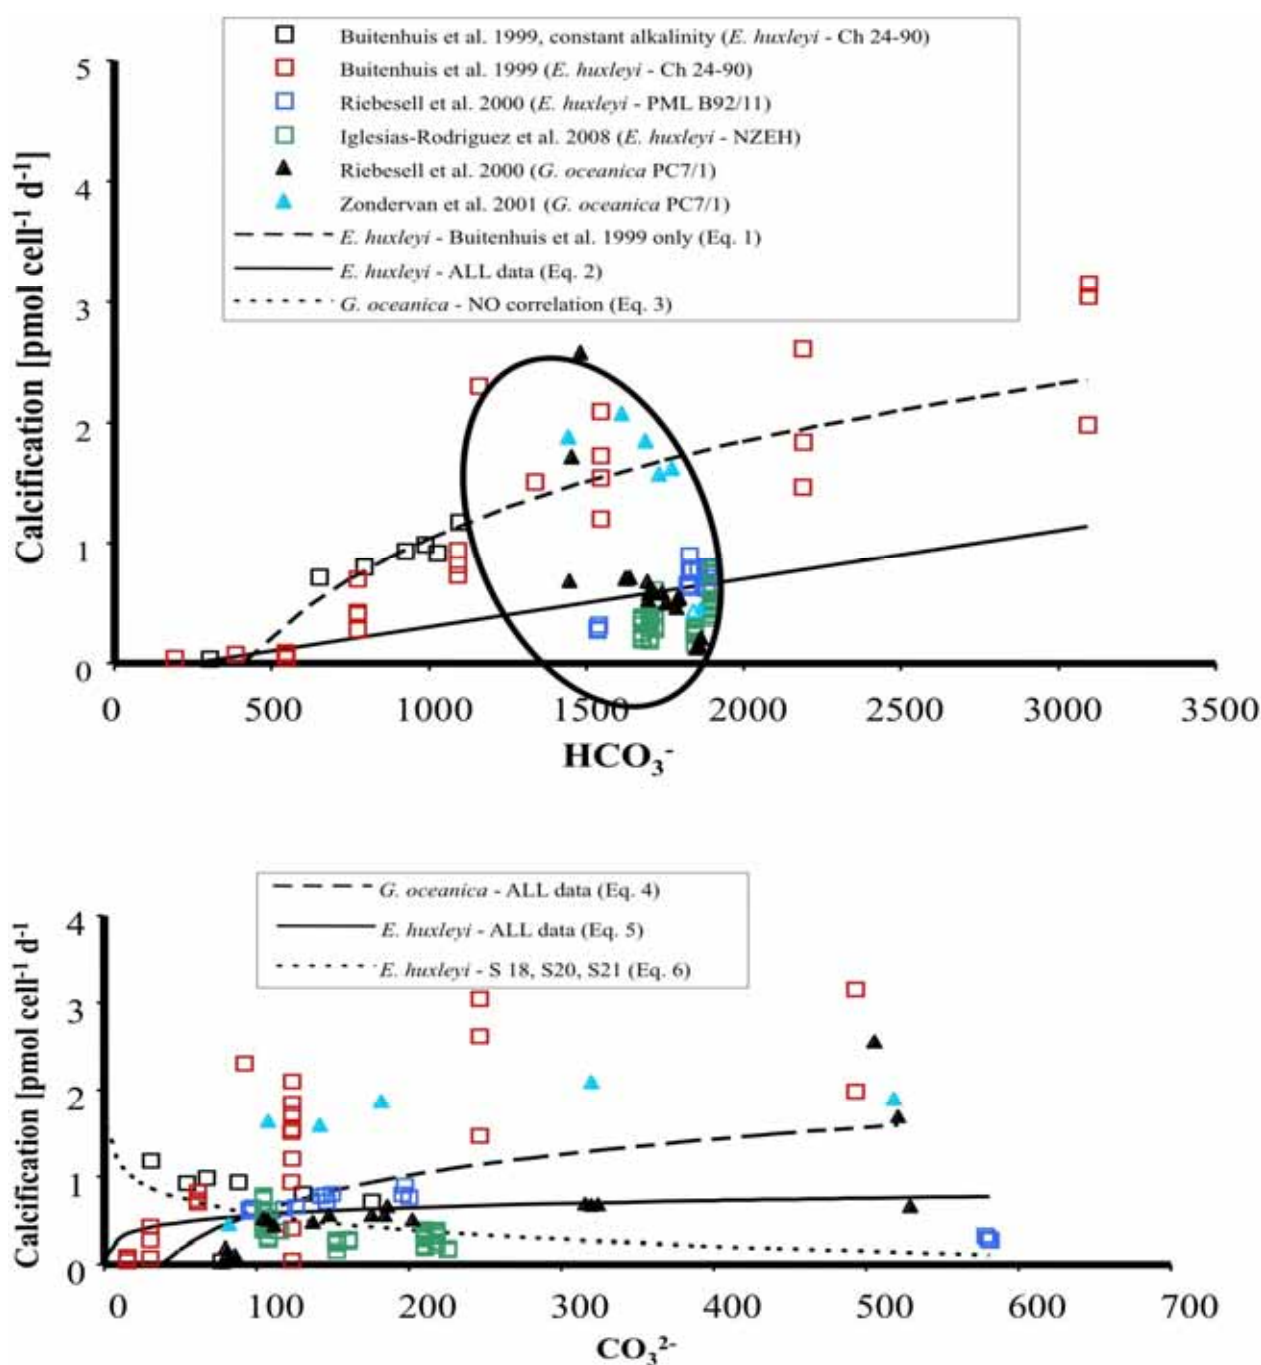 Buitenhuis et al. 1999, constant alkalinity (E. huxleyi - Ch 24-90)
Buitenhuis et al. 1999 (E. huxleyi - Ch 24-90)
Riebesell et al. 2000 (E. huxleyi - PML B92/11)
Iglesias-Rodriguez et al. 2008 (E. huxleyi - NZEH)
Riebesell et al. 2000 (G. oceanica PC7/1)
Zondervan et al. 2001 (G. oceanica PC7/1)
E. huxleyi - Buitenhuis et al. 1999 only (Eq. 1)
E. huxleyi - ALL data (Eq. 2)
G. oceanica - NO correlation (Eq. 3)
Calcification [pmol cell⁻¹ d⁻¹]
5
4
3
2
1
0
0 500 1000 1500 2000 2500 3000 3500
HCO₃⁻
G. oceanica - ALL data (Eq. 4)
E. huxleyi - ALL data (Eq. 5)
E. huxleyi - S 18, S20, S21 (Eq. 6)
Calcification [pmol cell⁻¹ d⁻¹
4
3
2
1
0
0 100 200 300 400 500 600 700
CO₃²⁻